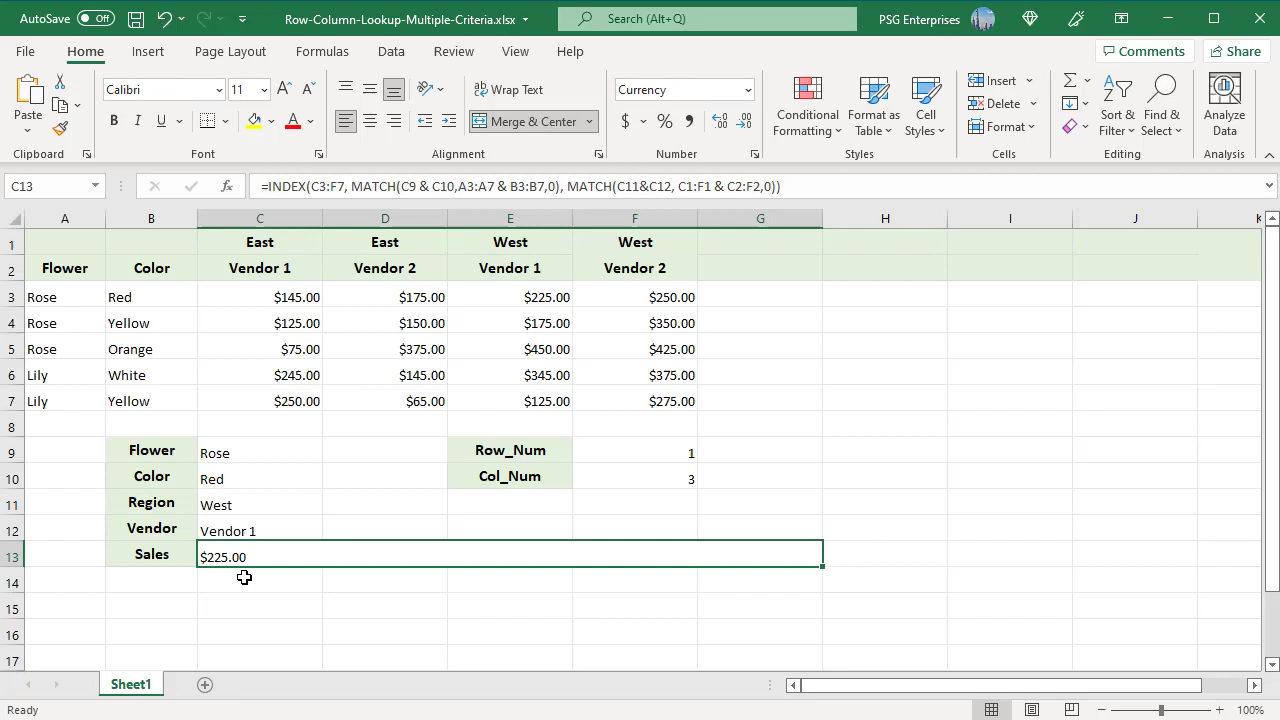 AutoSave Off Row-Column-Lookup-Multiple-Criteria.xlsx Search (Alt+Q) PSG Enterprises
File Home Insert Page Layout Formulas Data Review View Help Comments Share
Paste
Clipboard
Calibri 11
B I U A
Font
Wrap Text
Merge & Center
Alignment
Currency
$ % 9
Number
Conditional Formatting
Format as Table
Cell Styles
Styles
Insert
Delete
Format
Cells
Sort & Filter
Find & Select
Editing
Analyze Data
Analysis
C13 fx =INDEX(C3:F7, MATCH(C9 & C10,A3:A7 & B3:B7,0), MATCH(C11&C12, C1:F1 & C2:F2,0))
A B C D E F G H I J K
1 East East West West
2 Flower Color Vendor 1 Vendor 2 Vendor 1 Vendor 2
3 Rose Red $145.00 $175.00 $225.00 $250.00
4 Rose Yellow $125.00 $150.00 $175.00 $350.00
5 Rose Orange $75.00 $375.00 $450.00 $425.00
6 Lily White $245.00 $145.00 $345.00 $375.00
7 Lily Yellow $250.00 $65.00 $125.00 $275.00
8
9 Flower Rose Row_Num 1
10 Color Red Col_Num 3
11 Region West
12 Vendor Vendor 1
13 Sales $225.00
14
15
16
17
Sheet1
Ready 100%